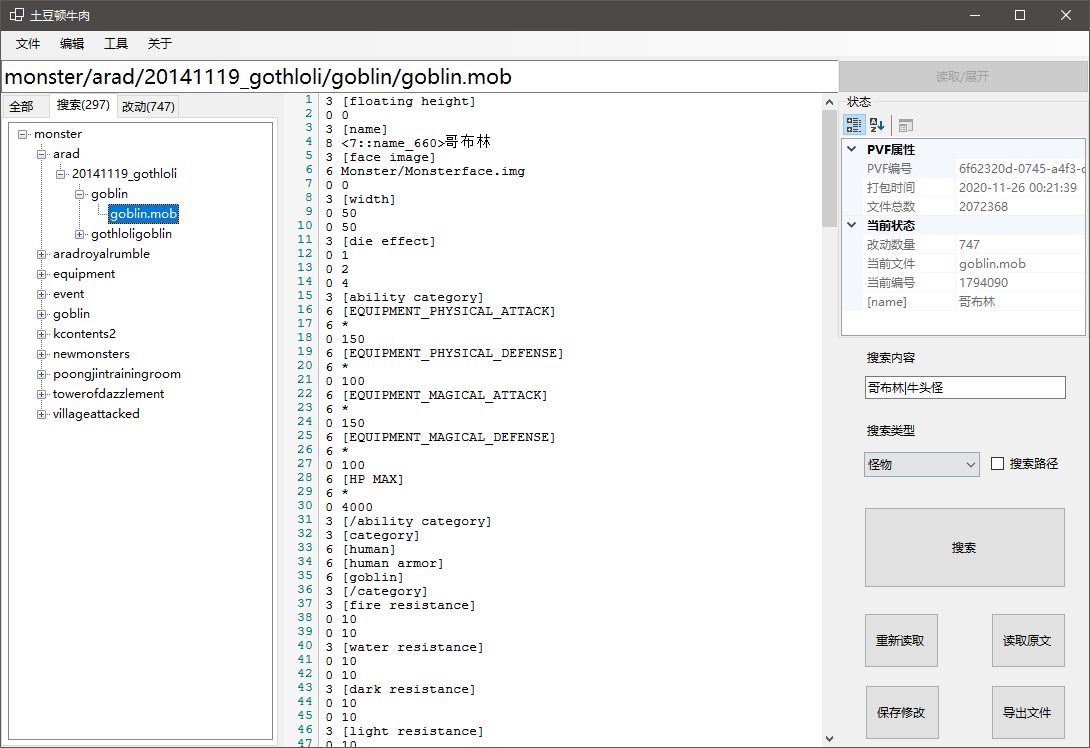 土豆顿牛肉
文件 编辑 工具 关于
monster/arad/20141119_gothloli/goblin/goblin.mob
读取/展开
全部 搜索(297) 改动(747)
monster
arad
20141119_gothloli
goblin
goblin.mob
gothloligoblin
aradroyalrumble
equipment
event
goblin
kcontents2
newmonsters
poongjintrainingroom
towerofdazzlement
villageattacked
1 3 [floating height]
2 0 0
3 3 [name]
4 8 <7::name_660>哥布林
5 3 [face image]
6 6 Monster/Monsterface.img
7 0 0
8 3 [width]
9 0 50
10 0 50
11 3 [die effect]
12 0 1
13 0 2
14 0 4
15 3 [ability category]
16 6 [EQUIPMENT_PHYSICAL_ATTACK]
17 6 *
18 0 150
19 6 [EQUIPMENT_PHYSICAL_DEFENSE]
20 6 *
21 0 100
22 6 [EQUIPMENT_MAGICAL_ATTACK]
23 6 *
24 0 150
25 6 [EQUIPMENT_MAGICAL_DEFENSE]
26 6 *
27 0 100
28 6 [HP MAX]
29 6 *
30 0 4000
31 3 [/ability category]
32 3 [category]
33 6 [human]
34 6 [human armor]
35 6 [goblin]
36 3 [/category]
37 3 [fire resistance]
38 0 10
39 0 10
40 3 [water resistance]
41 0 10
42 0 10
43 3 [dark resistance]
44 0 10
45 0 10
46 3 [light resistance]
47 0 10
状态
PVF属性
PVF编号 6f62320d-0745-a4f3-c
打包时间 2020-11-26 00:21:39
文件总数 2072368
当前状态
改动数量 747
当前文件 goblin.mob
当前编号 1794090
[name] 哥布林
搜索内容
哥布林|牛头怪
搜索类型
怪物 搜索路径
搜索
重新读取 读取原文
保存修改 导出文件